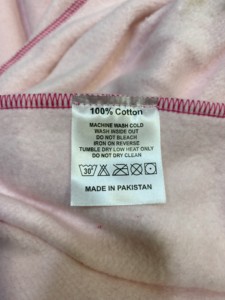 100% Cotton
MACHINE WASH COLD
WASH INSIDE OUT
DO NOT BLEACH
IRON ON REVERSE
TUMBLE DRY LOW HEAT ONLY
DO NOT DRY CLEAR
30°
MADE IN PAKISTAN